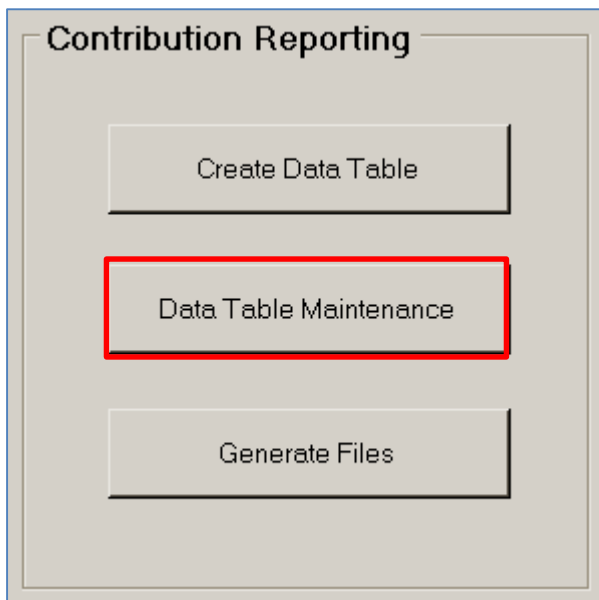 Contribution Reporting
Create Data Table
Data Table Maintenance
Generate Files